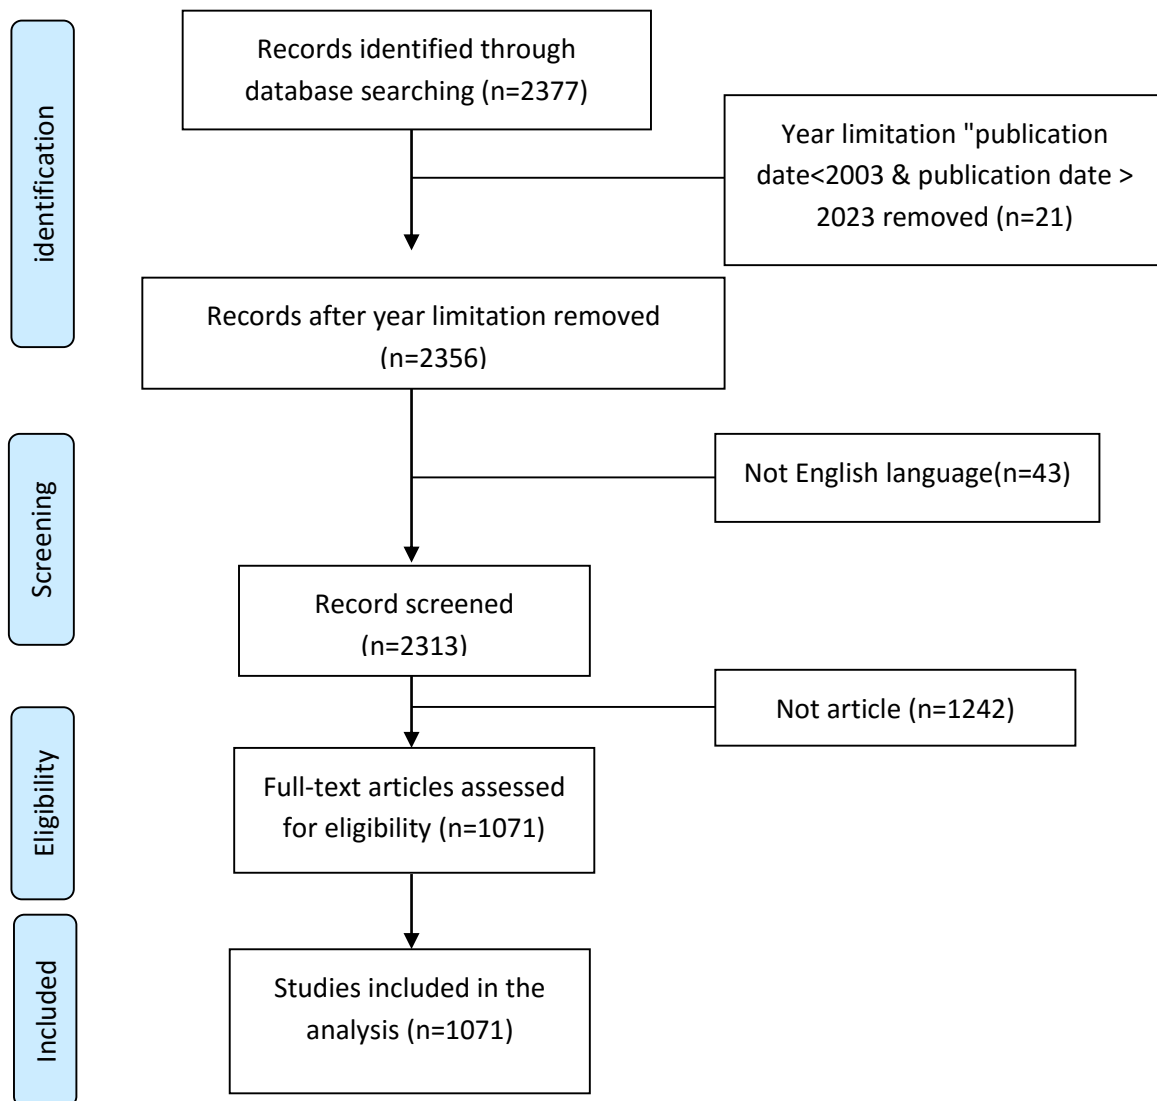 identification
Records identified through
database searching (n=2377)
Year limitation "publication
date<2003 & publication date >
2023 removed (n=21)
Records after year limitation removed
(n=2356)
Screening
Not English language(n=43)
Record screened
(n=2313)
Not article (n=1242)
Eligibility
Full-text articles assessed
for eligibility (n=1071)
Included
Studies included in the
analysis (n=1071)